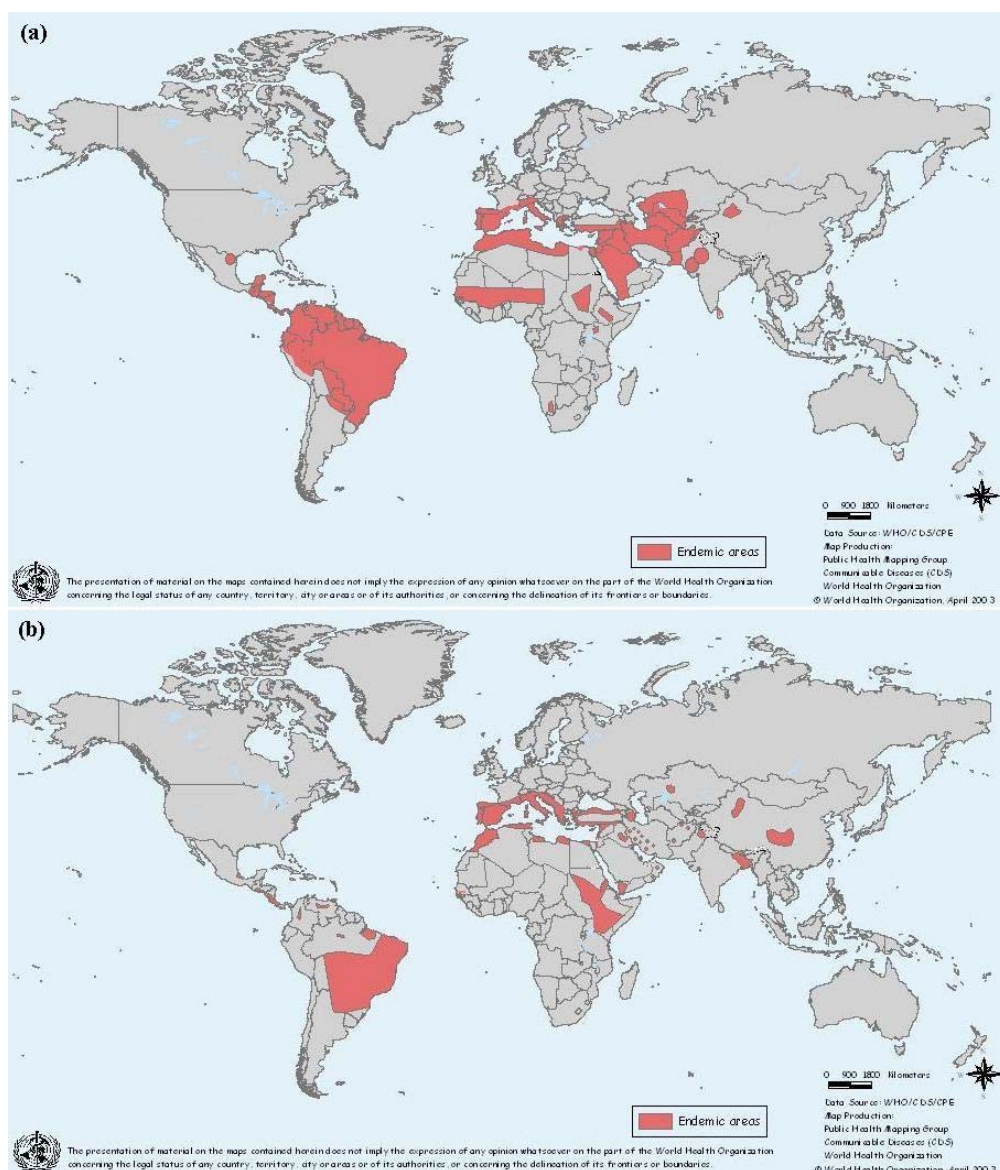 (a)
N
W
S
0 900 1800 Kilometers
Data Source: WHO/CDS/CPE
Map Production:
Public Health Mapping Group
Communicable Diseases (CDS)
World Health Organization
© World Health Organization, April 2003
Endemic areas
The presentation of material on the maps contained herein does not imply the expression of any opinion whatsoever on the part of the World Health Organization
concerning the legal status of any country, territory, city or areas or of its authorities, or concerning the delineation of its frontiers or boundaries.
(b)
N
W
S
0 900 1800 Kilometers
Data Source: WHO/CDS/CPE
Map Production:
Public Health Mapping Group
Communicable Diseases (CDS)
World Health Organization
© World Health Organization, April 2003
Endemic areas
The presentation of material on the maps contained herein does not imply the expression of any opinion whatsoever on the part of the World Health Organization
concerning the legal status of any country, territory, city or areas or of its authorities, or concerning the delineation of its frontiers or boundaries.